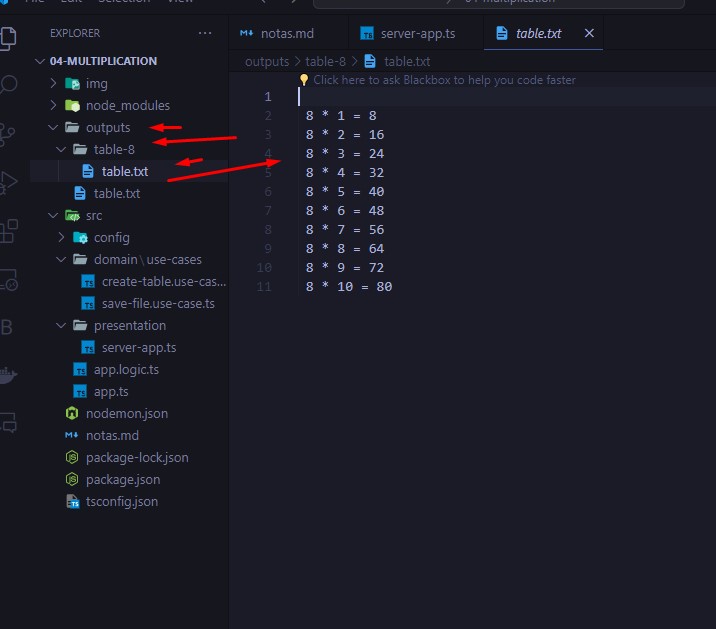 File Edit Selection View
04-multiplication
EXPLORER ...
04-MULTIPLICATION
img
node_modules
outputs
table-8
table.txt
table.txt
src
config
domain\use-cases
create-table.use-cas...
save-file.use-case.ts
presentation
server-app.ts
app.logic.ts
app.ts
nodemon.json
notas.md
package-lock.json
package.json
tsconfig.json
notas.md server-app.ts table.txt
outputs > table-8 > table.txt
Click here to ask Blackbox to help you code faster
1
2 8 * 1 = 8
3 8 * 2 = 16
4 8 * 3 = 24
5 8 * 4 = 32
6 8 * 5 = 40
7 8 * 6 = 48
8 8 * 7 = 56
9 8 * 8 = 64
10 8 * 9 = 72
11 8 * 10 = 80